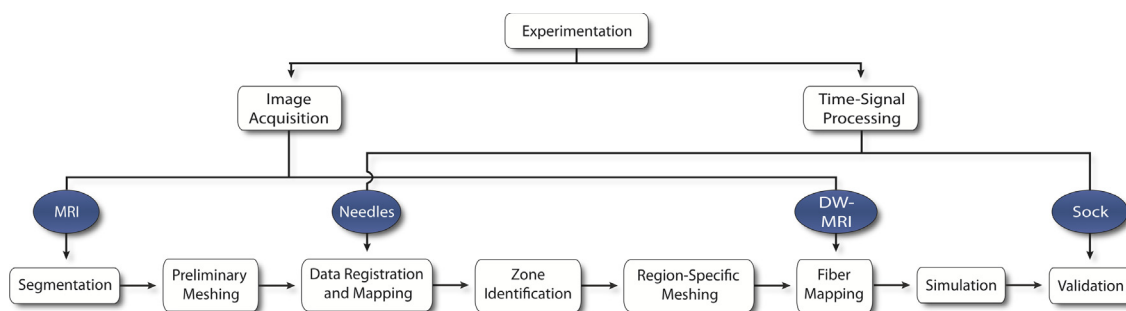 Experimentation
Image
Acquisition
Time-Signal
Processing
MRI
Needles
DW-
MRI
Sock
Segmentation
Preliminary
Meshing
Data Registration
and Mapping
Zone
Identification
Region-Specific
Meshing
Fiber
Mapping
Simulation
Validation